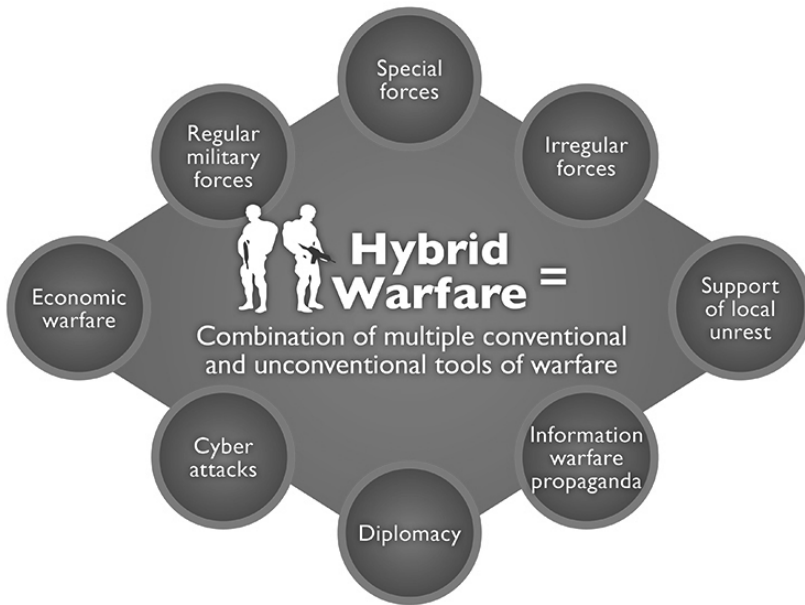 Special
forces
Regular
military
forces
Irregular
forces
Hybrid
Warfare =
Combination of multiple conventional
and unconventional tools of warfare
Economic
warfare
Support
of local
unrest
Cyber
attacks
Information
warfare
propaganda
Diplomacy